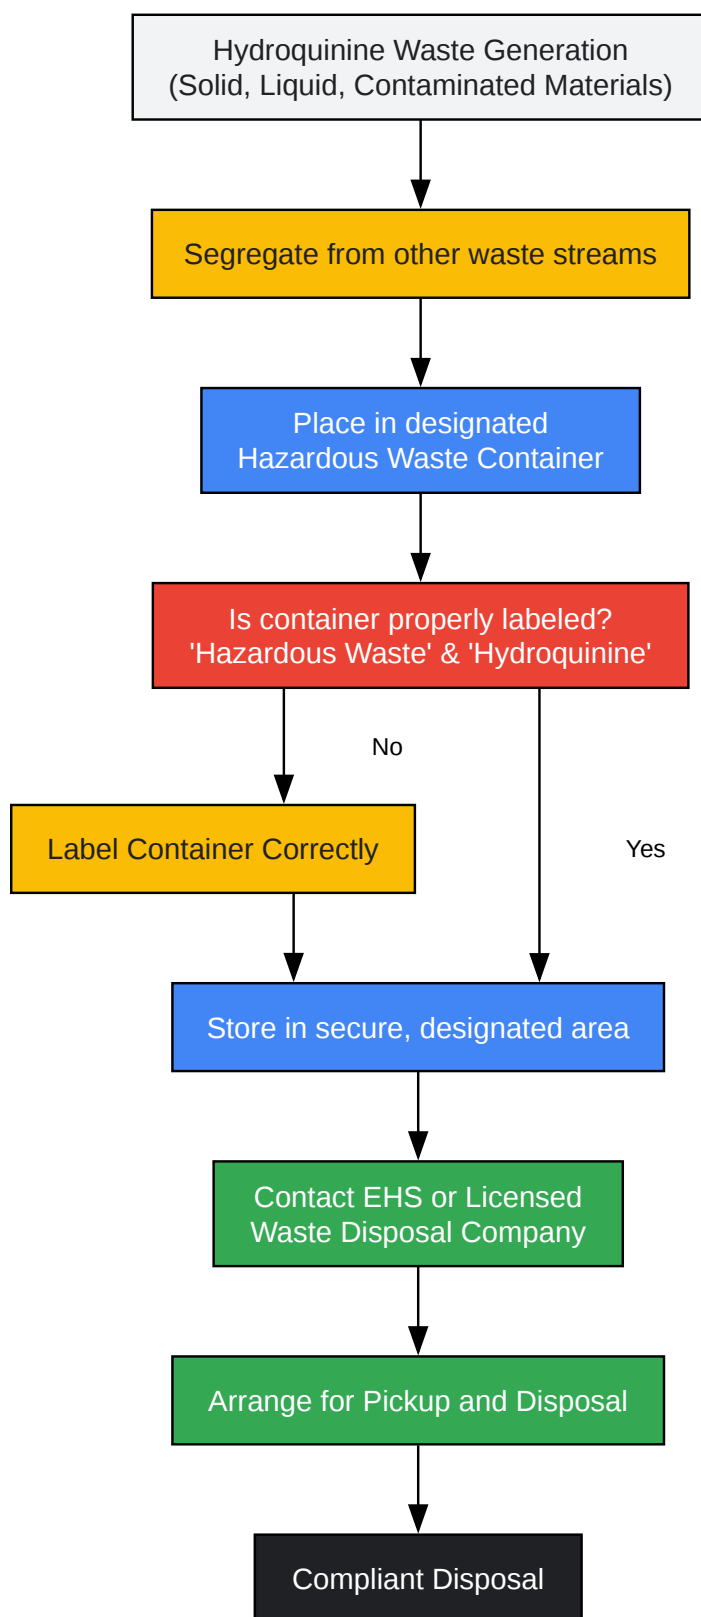 Hydroquinine Waste Generation
(Solid, Liquid, Contaminated Materials)
Segregate from other waste streams
Place in designated
Hazardous Waste Container
Is container properly labeled?
'Hazardous Waste' & 'Hydroquinine'
No
Label Container Correctly
Yes
Store in secure, designated area
Contact EHS or Licensed
Waste Disposal Company
Arrange for Pickup and Disposal
Compliant Disposal